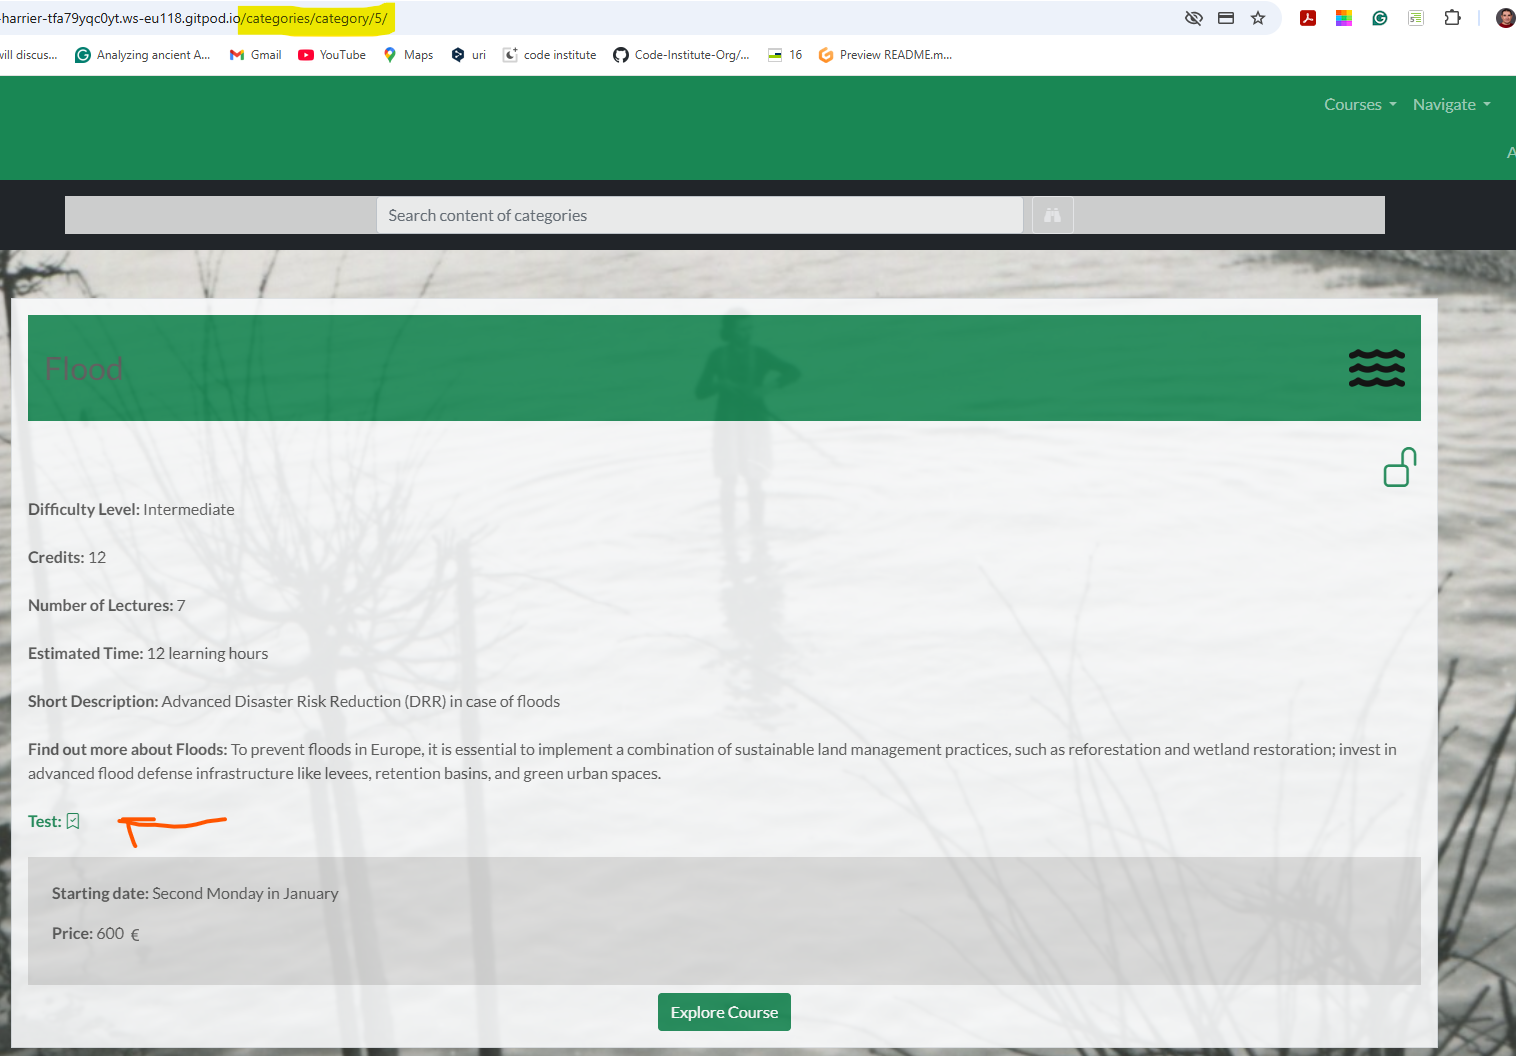 -harrier-tfa79yqc0yt.ws-eu118.gitpod.io/categories/category/5/
will discus... Analyzing ancient A... Gmail YouTube Maps uri code institute Code-Institute-Org/... 16 Preview README.m...
Courses Navigate
A
Search content of categories
Flood
Difficulty Level: Intermediate
Credits: 12
Number of Lectures: 7
Estimated Time: 12 learning hours
Short Description: Advanced Disaster Risk Reduction (DRR) in case of floods
Find out more about Floods: To prevent floods in Europe, it is essential to implement a combination of sustainable land management practices, such as reforestation and wetland restoration; invest in
advanced flood defense infrastructure like levees, retention basins, and green urban spaces.
Test:
Starting date: Second Monday in January
Price: 600 €
Explore Course